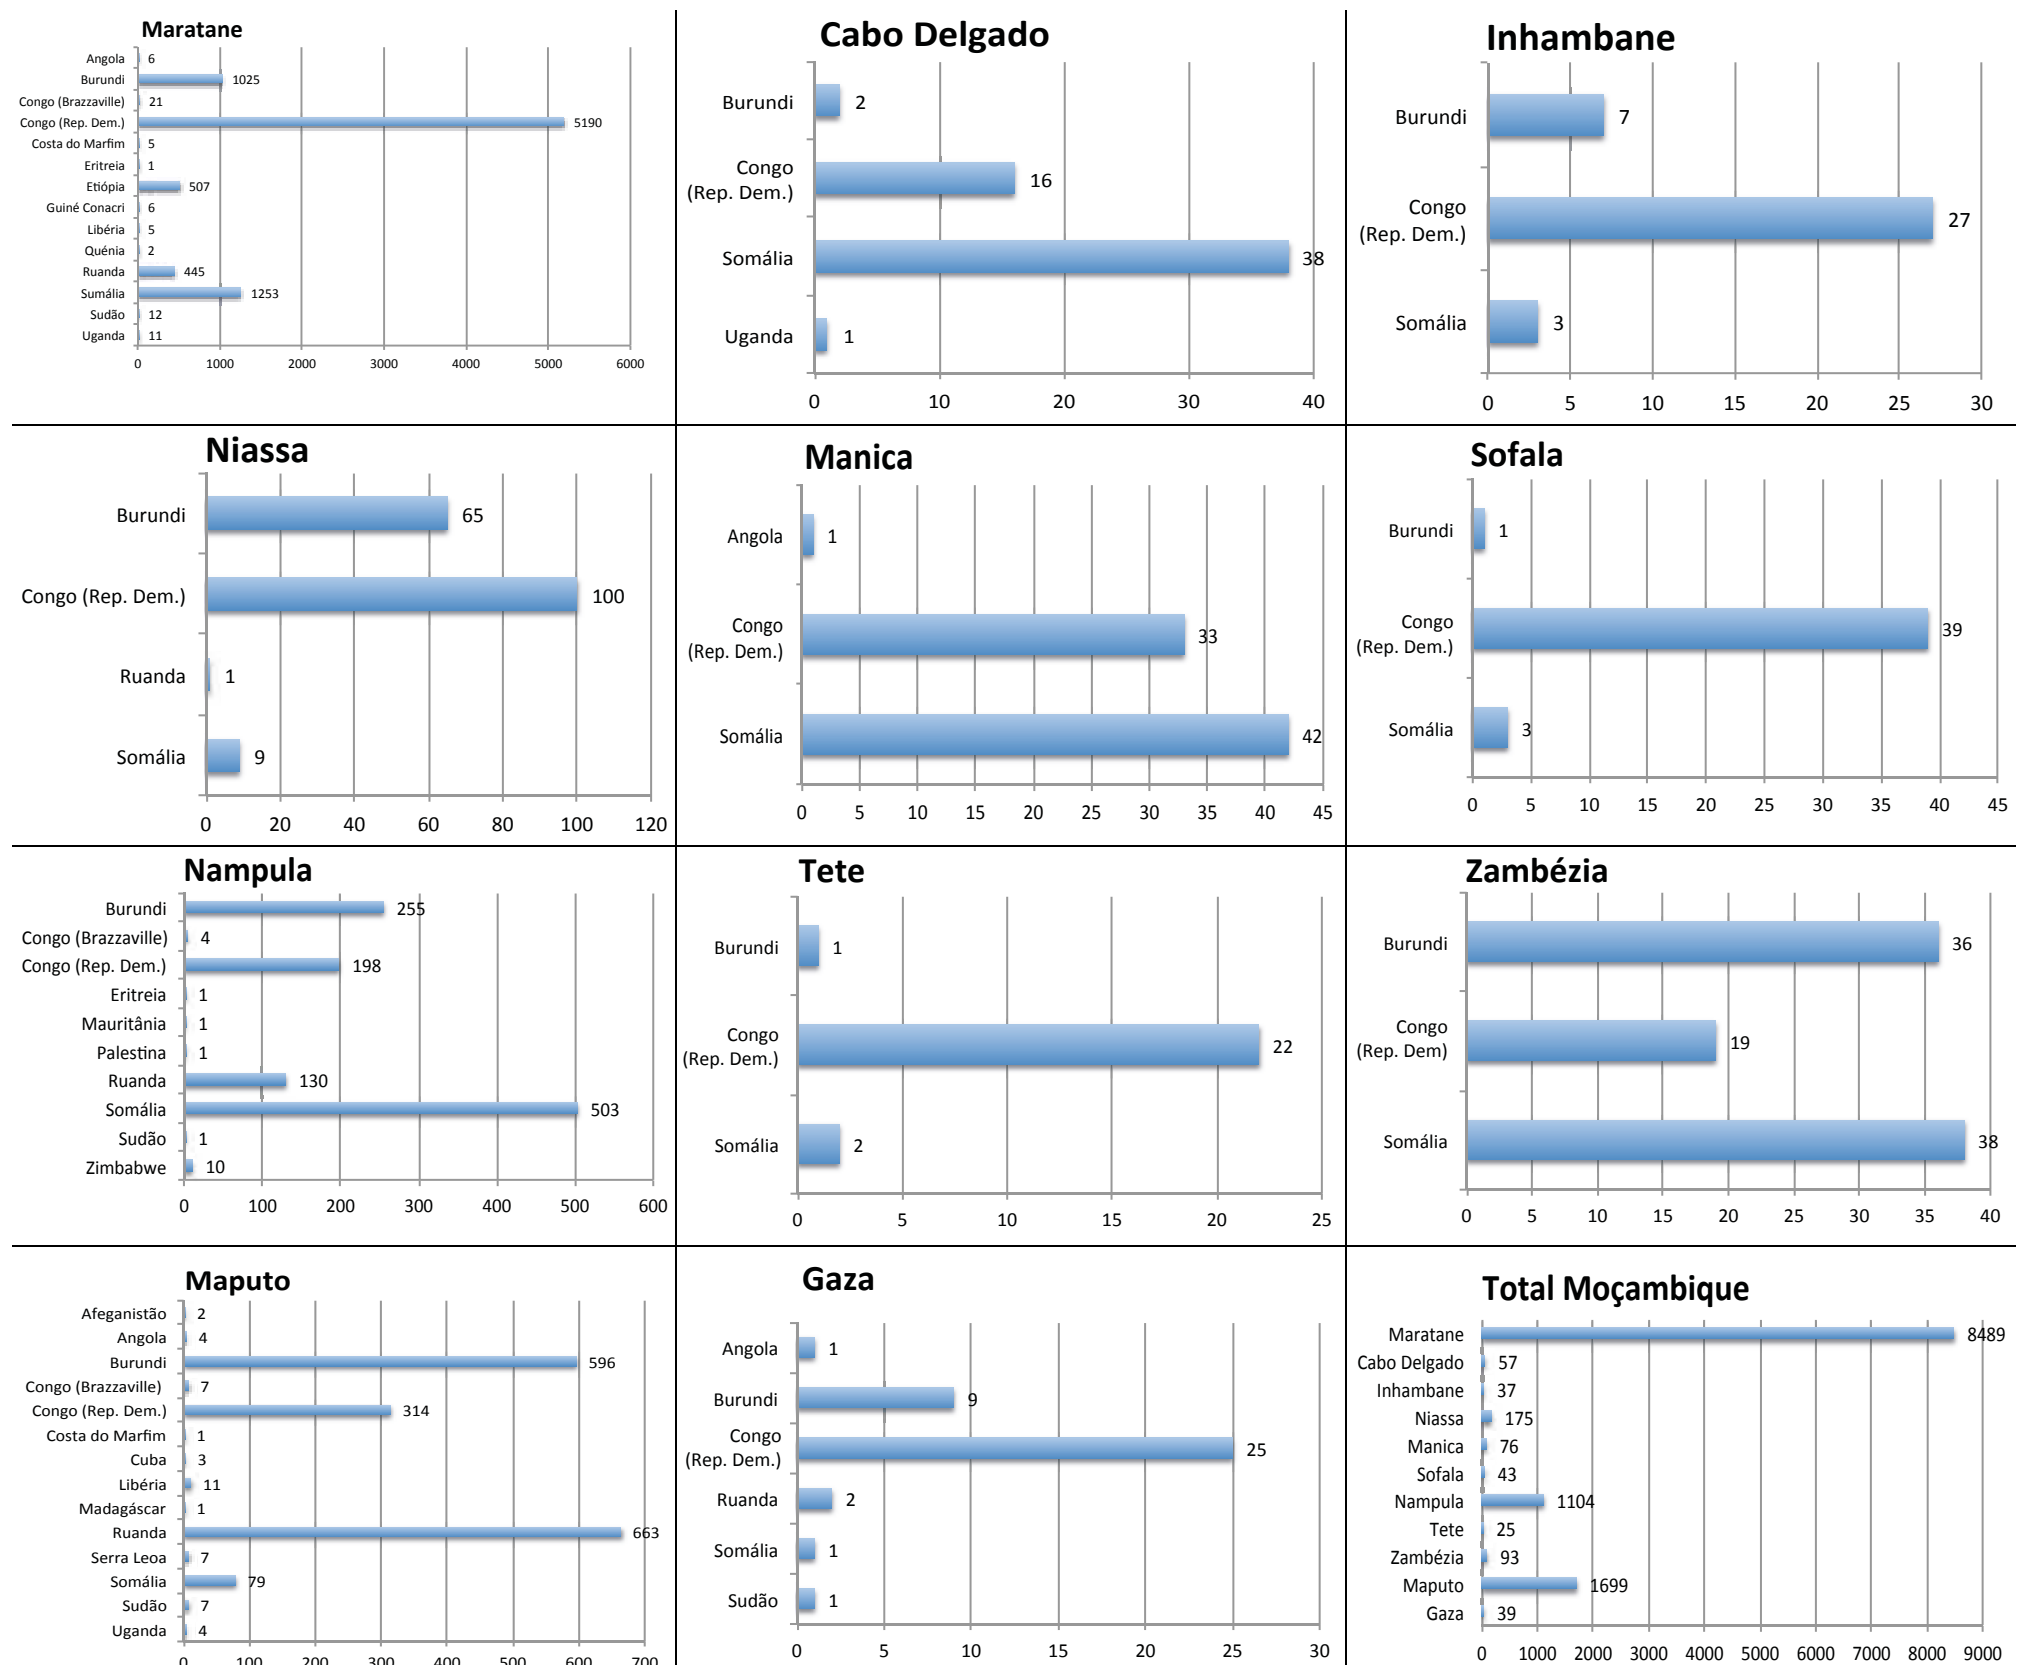 Maratane
Angola 6
Burundi 1025
Congo (Brazzaville) 21
Congo (Rep. Dem.) 5190
Costa do Marfim 5
Eritreia 1
Etiópia 507
Guiné Conacri 6
Libéria 5
Quénia 2
Ruanda 445
Sumália 1253
Sudão 12
Uganda 11
0 1000 2000 3000 4000 5000 6000
Cabo Delgado
Burundi 2
Congo
(Rep. Dem.) 16
Somália 38
Uganda 1
0 10 20 30 40
Inhambane
Burundi 7
Congo
(Rep. Dem.) 27
Somália 3
0 5 10 15 20 25 30
Niassa
Burundi 65
Congo (Rep. Dem.) 100
Ruanda 1
Somália 9
0 20 40 60 80 100 120
Manica
Angola 1
Congo
(Rep. Dem.) 33
Somália 42
0 5 10 15 20 25 30 35 40 45
Sofala
Burundi 1
Congo
(Rep. Dem.) 39
Somália 3
0 5 10 15 20 25 30 35 40 45
Nampula
Burundi 255
Congo (Brazzaville) 4
Congo (Rep. Dem.) 198
Eritreia 1
Mauritânia 1
Palestina 1
Ruanda 130
Somália 503
Sudão 1
Zimbabwe 10
0 100 200 300 400 500 600
Tete
Burundi 1
Congo
(Rep. Dem.) 22
Somália 2
0 5 10 15 20 25
Zambézia
Burundi 36
Congo
(Rep. Dem) 19
Somália 38
0 5 10 15 20 25 30 35 40
Maputo
Afeganistão 2
Angola 4
Burundi 596
Congo (Brazzaville) 7
Congo (Rep. Dem.) 314
Costa do Marfim 1
Cuba 3
Libéria 11
Madagáscar 1
Ruanda 663
Serra Leoa 7
Somália 79
Sudão 7
Uganda 4
0 100 200 300 400 500 600 700
Gaza
Angola 1
Burundi 9
Congo
(Rep. Dem.) 25
Ruanda 2
Somália 1
Sudão 1
0 5 10 15 20 25 30
Total Moçambique
Maratane 8489
Cabo Delgado 57
Inhambane 37
Niassa 175
Manica 76
Sofala 43
Nampula 1104
Tete 25
Zambézia 93
Maputo 1699
Gaza 39
0 1000 2000 3000 4000 5000 6000 7000 8000 9000